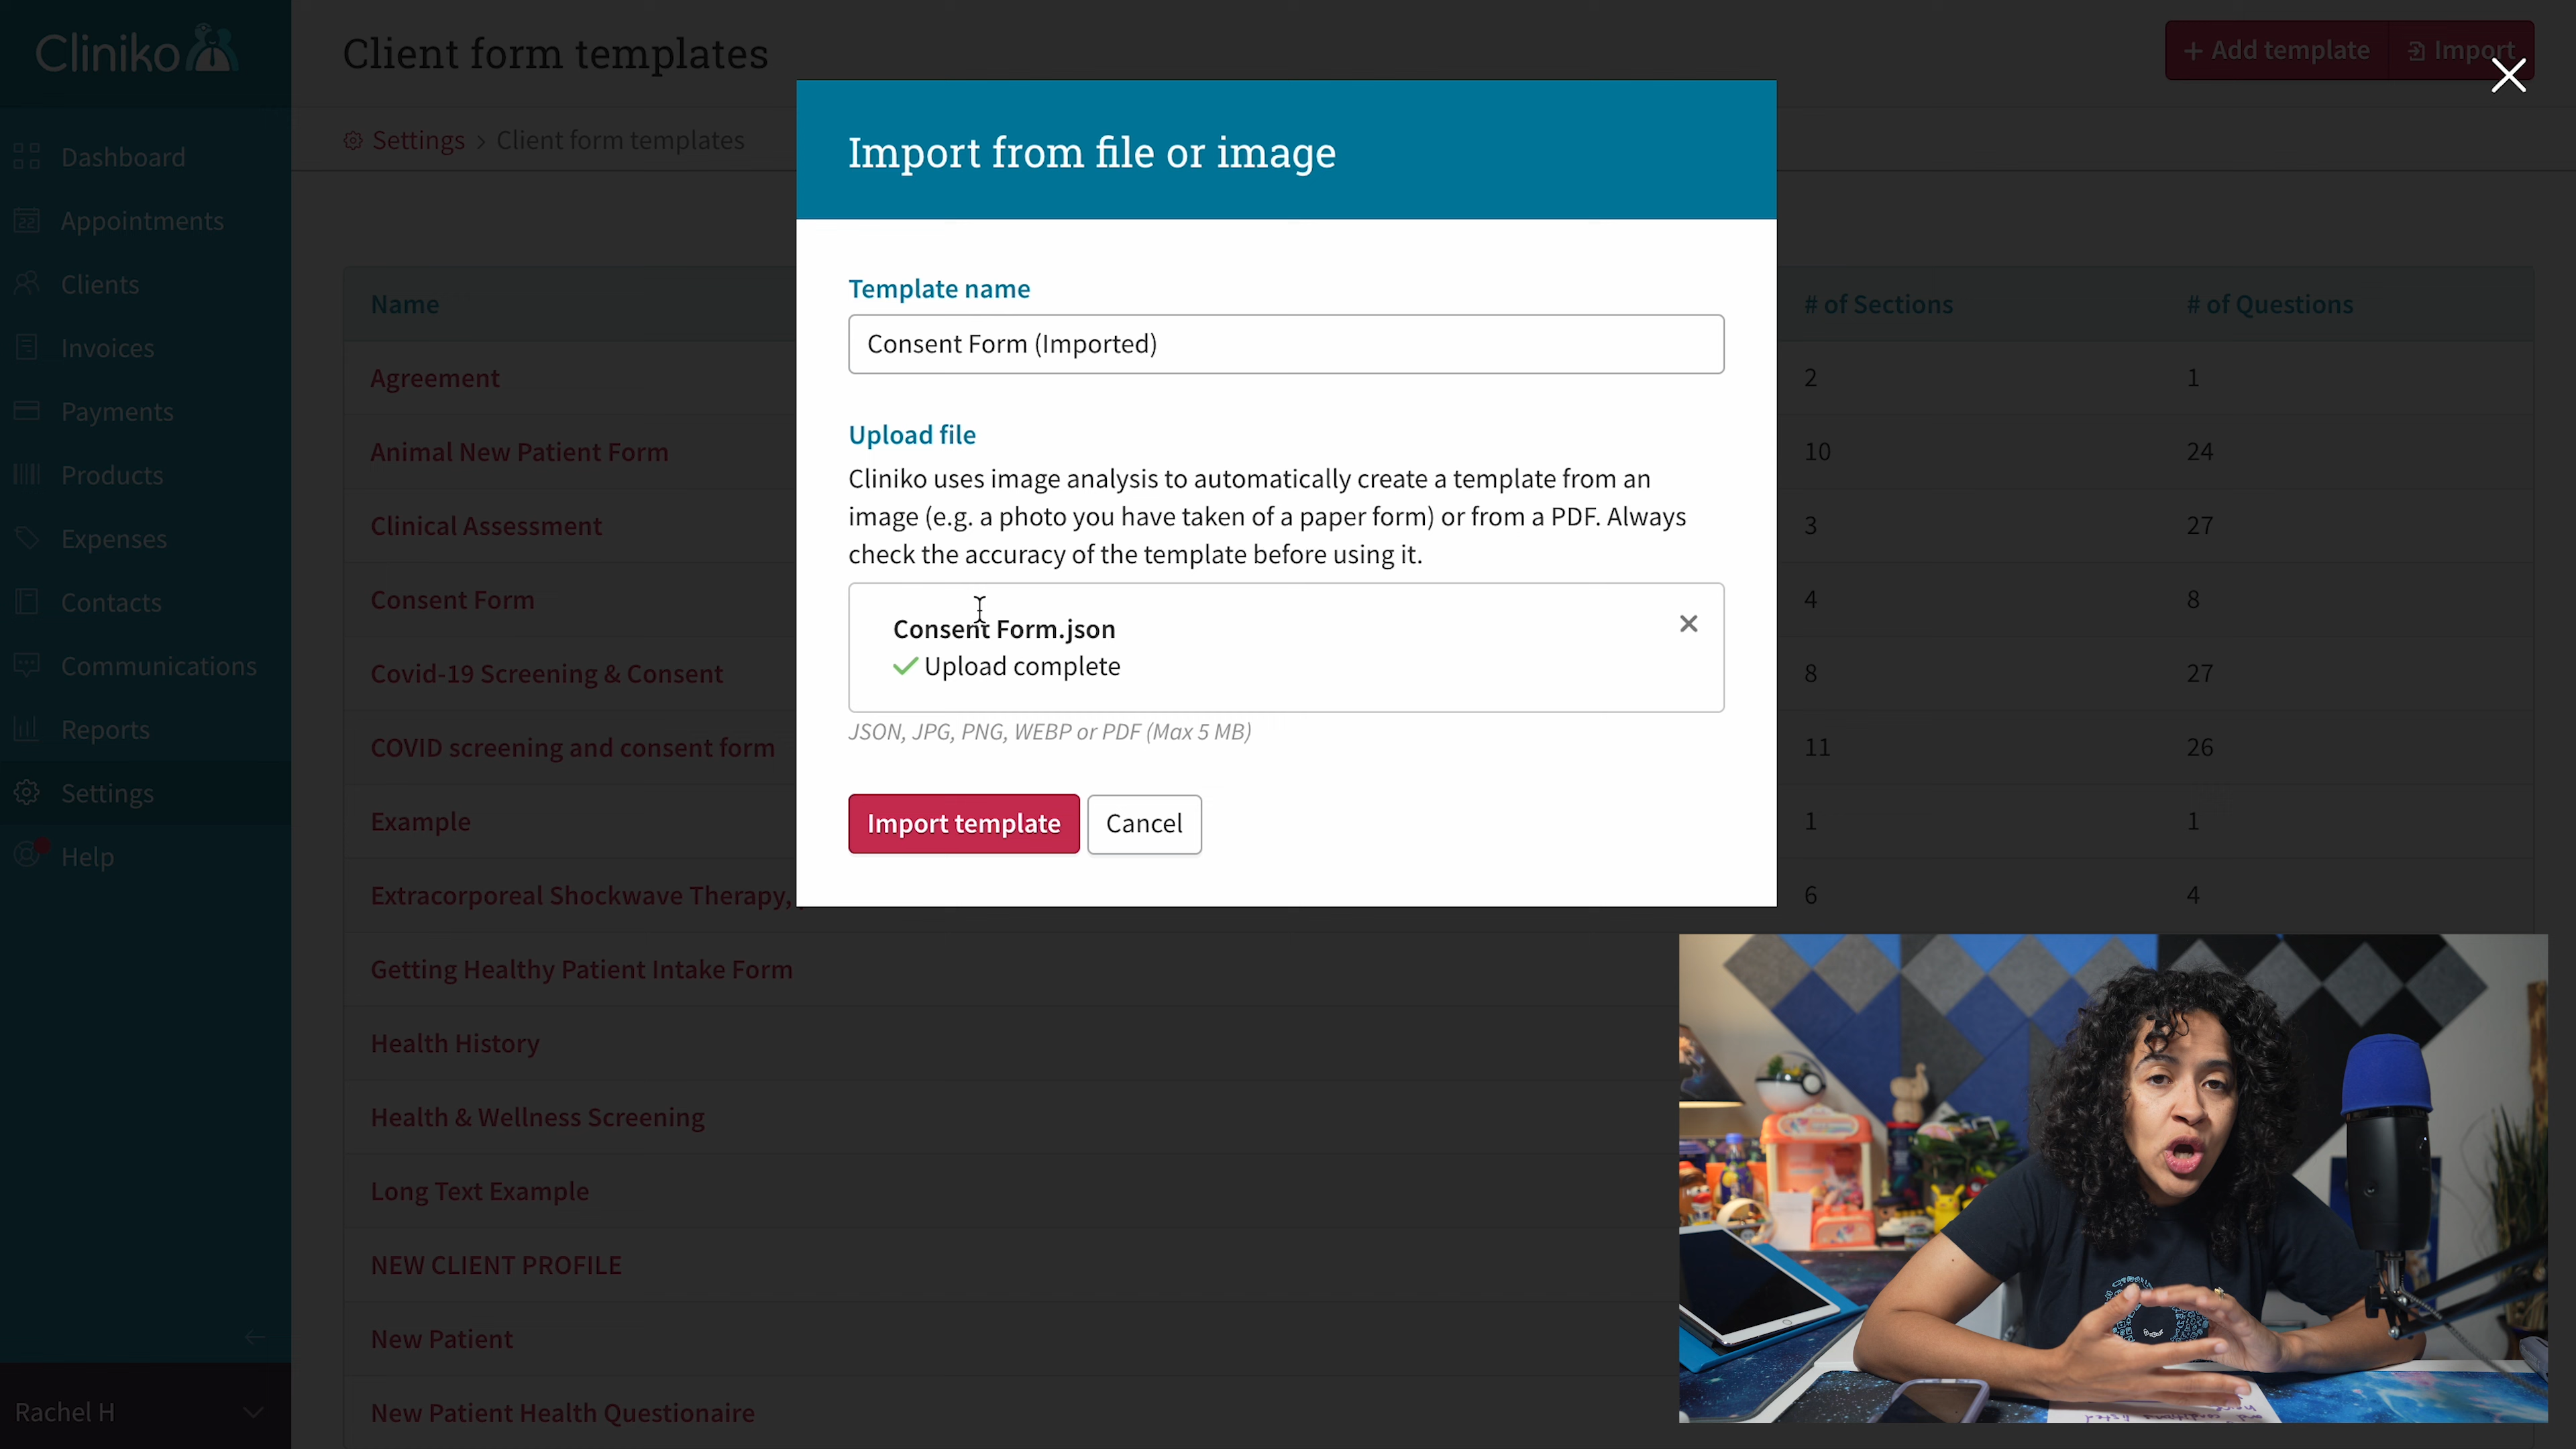 Cliniko
Client form templates
+ Add template
Import
Settings > Client form templates
Dashboard
Appointments
Clients
Invoices
Payments
Products
Expenses
Contacts
Communications
Reports
Settings
Help
Rachel H
Name
# of Sections
# of Questions
Agreement
2
1
Animal New Patient Form
10
24
Clinical Assessment
3
27
Consent Form
4
8
Covid-19 Screening & Consent
8
27
COVID screening and consent form
11
26
Example
1
1
Extracorporeal Shockwave Therapy,
6
4
Getting Healthy Patient Intake Form
Health History
Health & Wellness Screening
Long Text Example
NEW CLIENT PROFILE
New Patient
New Patient Health Questionaire
Import from file or image
Template name
Consent Form (Imported)
Upload file
Cliniko uses image analysis to automatically create a template from an
image (e.g. a photo you have taken of a paper form) or from a PDF. Always
check the accuracy of the template before using it.
Consent Form.json
Upload complete
JSON, JPG, PNG, WEBP or PDF (Max 5 MB)
Import template
Cancel